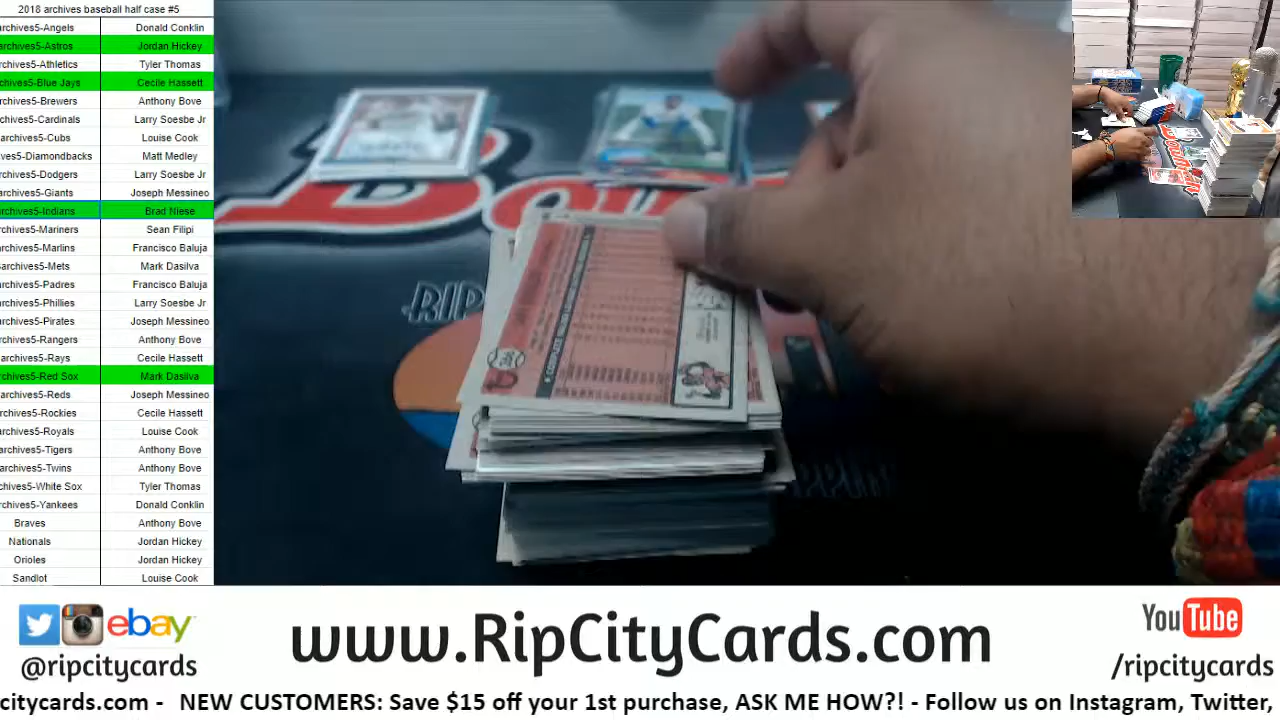 2018 archives baseball half case #5
archives5-Angels Donald Conklin
archives5-Astros Jordan Hickey
archives5-Athletics Tyler Thomas
archives5-Blue Jays Cecile Hassett
archives5-Brewers Anthony Bove
archives5-Cardinals Larry Soesbe Jr
archives5-Cubs Louise Cook
ves5-Diamondbacks Matt Medley
archives5-Dodgers Larry Soesbe Jr
archives5-Giants Joseph Messineo
archives5-Indians Brad Niese
archives5-Mariners Sean Filipi
archives5-Marlins Francisco Baluja
archives5-Mets Mark Dasilva
archives5-Padres Francisco Baluja
archives5-Phillies Larry Soesbe Jr
archives5-Pirates Joseph Messineo
archives5-Rangers Anthony Bove
archives5-Rays Cecile Hassett
archives5-Red Sox Mark Dasilva
archives5-Reds Joseph Messineo
archives5-Rockies Cecile Hassett
archives5-Royals Louise Cook
archives5-Tigers Anthony Bove
archives5-Twins Anthony Bove
archives5-White Sox Tyler Thomas
archives5-Yankees Donald Conklin
Braves Anthony Bove
Nationals Jordan Hickey
Orioles Jordan Hickey
Sandlot Louise Cook
RIP
ebay
@ripcitycards
www.RipCityCards.com
YouTube
/ripcitycards
citycards.com - NEW CUSTOMERS: Save $15 off your 1st purchase, ASK ME HOW?! - Follow us on Instagram, Twitter,